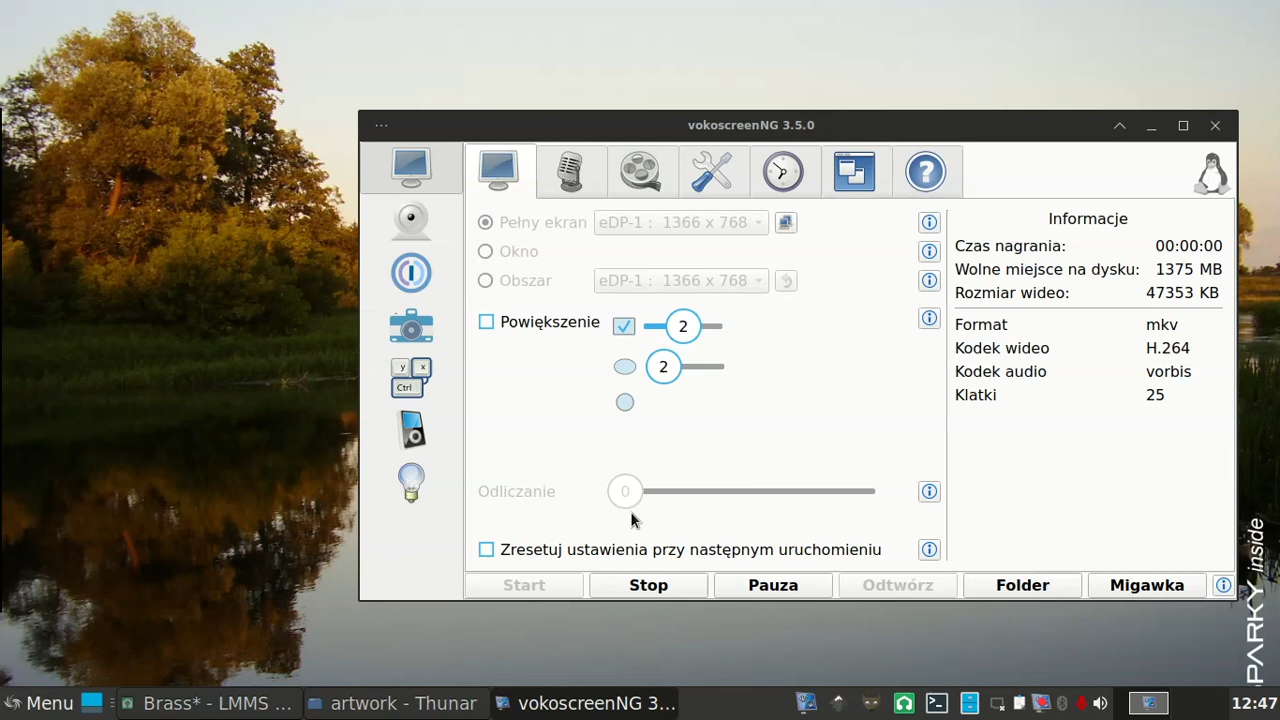 vokoscreenNG 3.5.0
Pełny ekran
eDP-1 : 1366 x 768
Okno
Obszar
eDP-1 : 1366 x 768
Powiększenie
2
2
Odliczanie
0
Zresetuj ustawienia przy następnym uruchomieniu
Informacje
Czas nagrania: 00:00:00
Wolne miejsce na dysku: 1375 MB
Rozmiar wideo: 47353 KB
Format mkv
Kodek wideo H.264
Kodek audio vorbis
Klatki 25
y x
Ctrl
Start Stop Pauza Odtwórz Folder Migawka
SPARKY inside
Menu Brass* - LMMS ... artwork - Thunar vokoscreenNG 3... 12:47